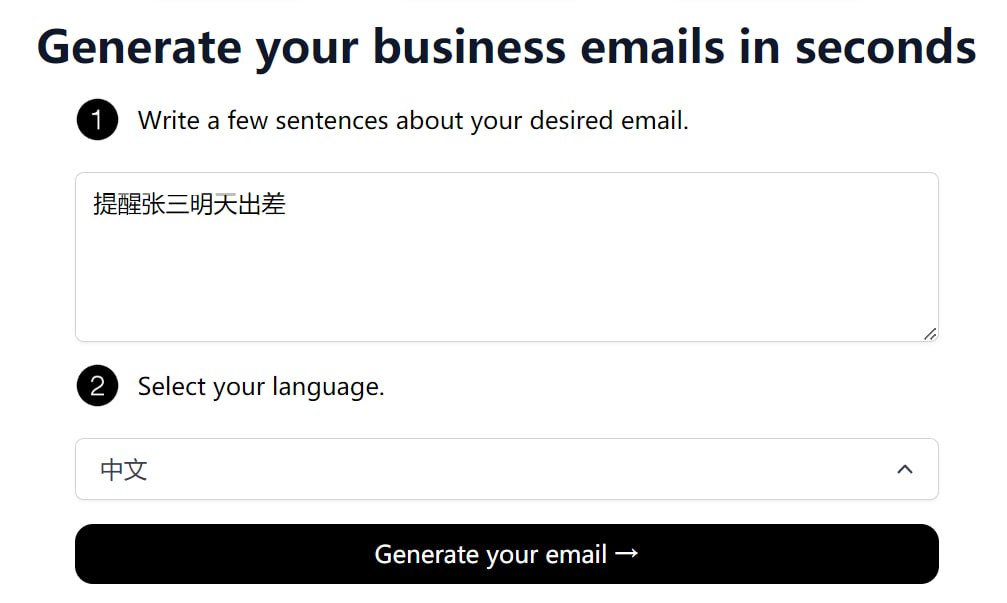 Generate your business emails in seconds
1 Write a few sentences about your desired email.
提醒张三明天出差
2 Select your language.
中文
Generate your email →